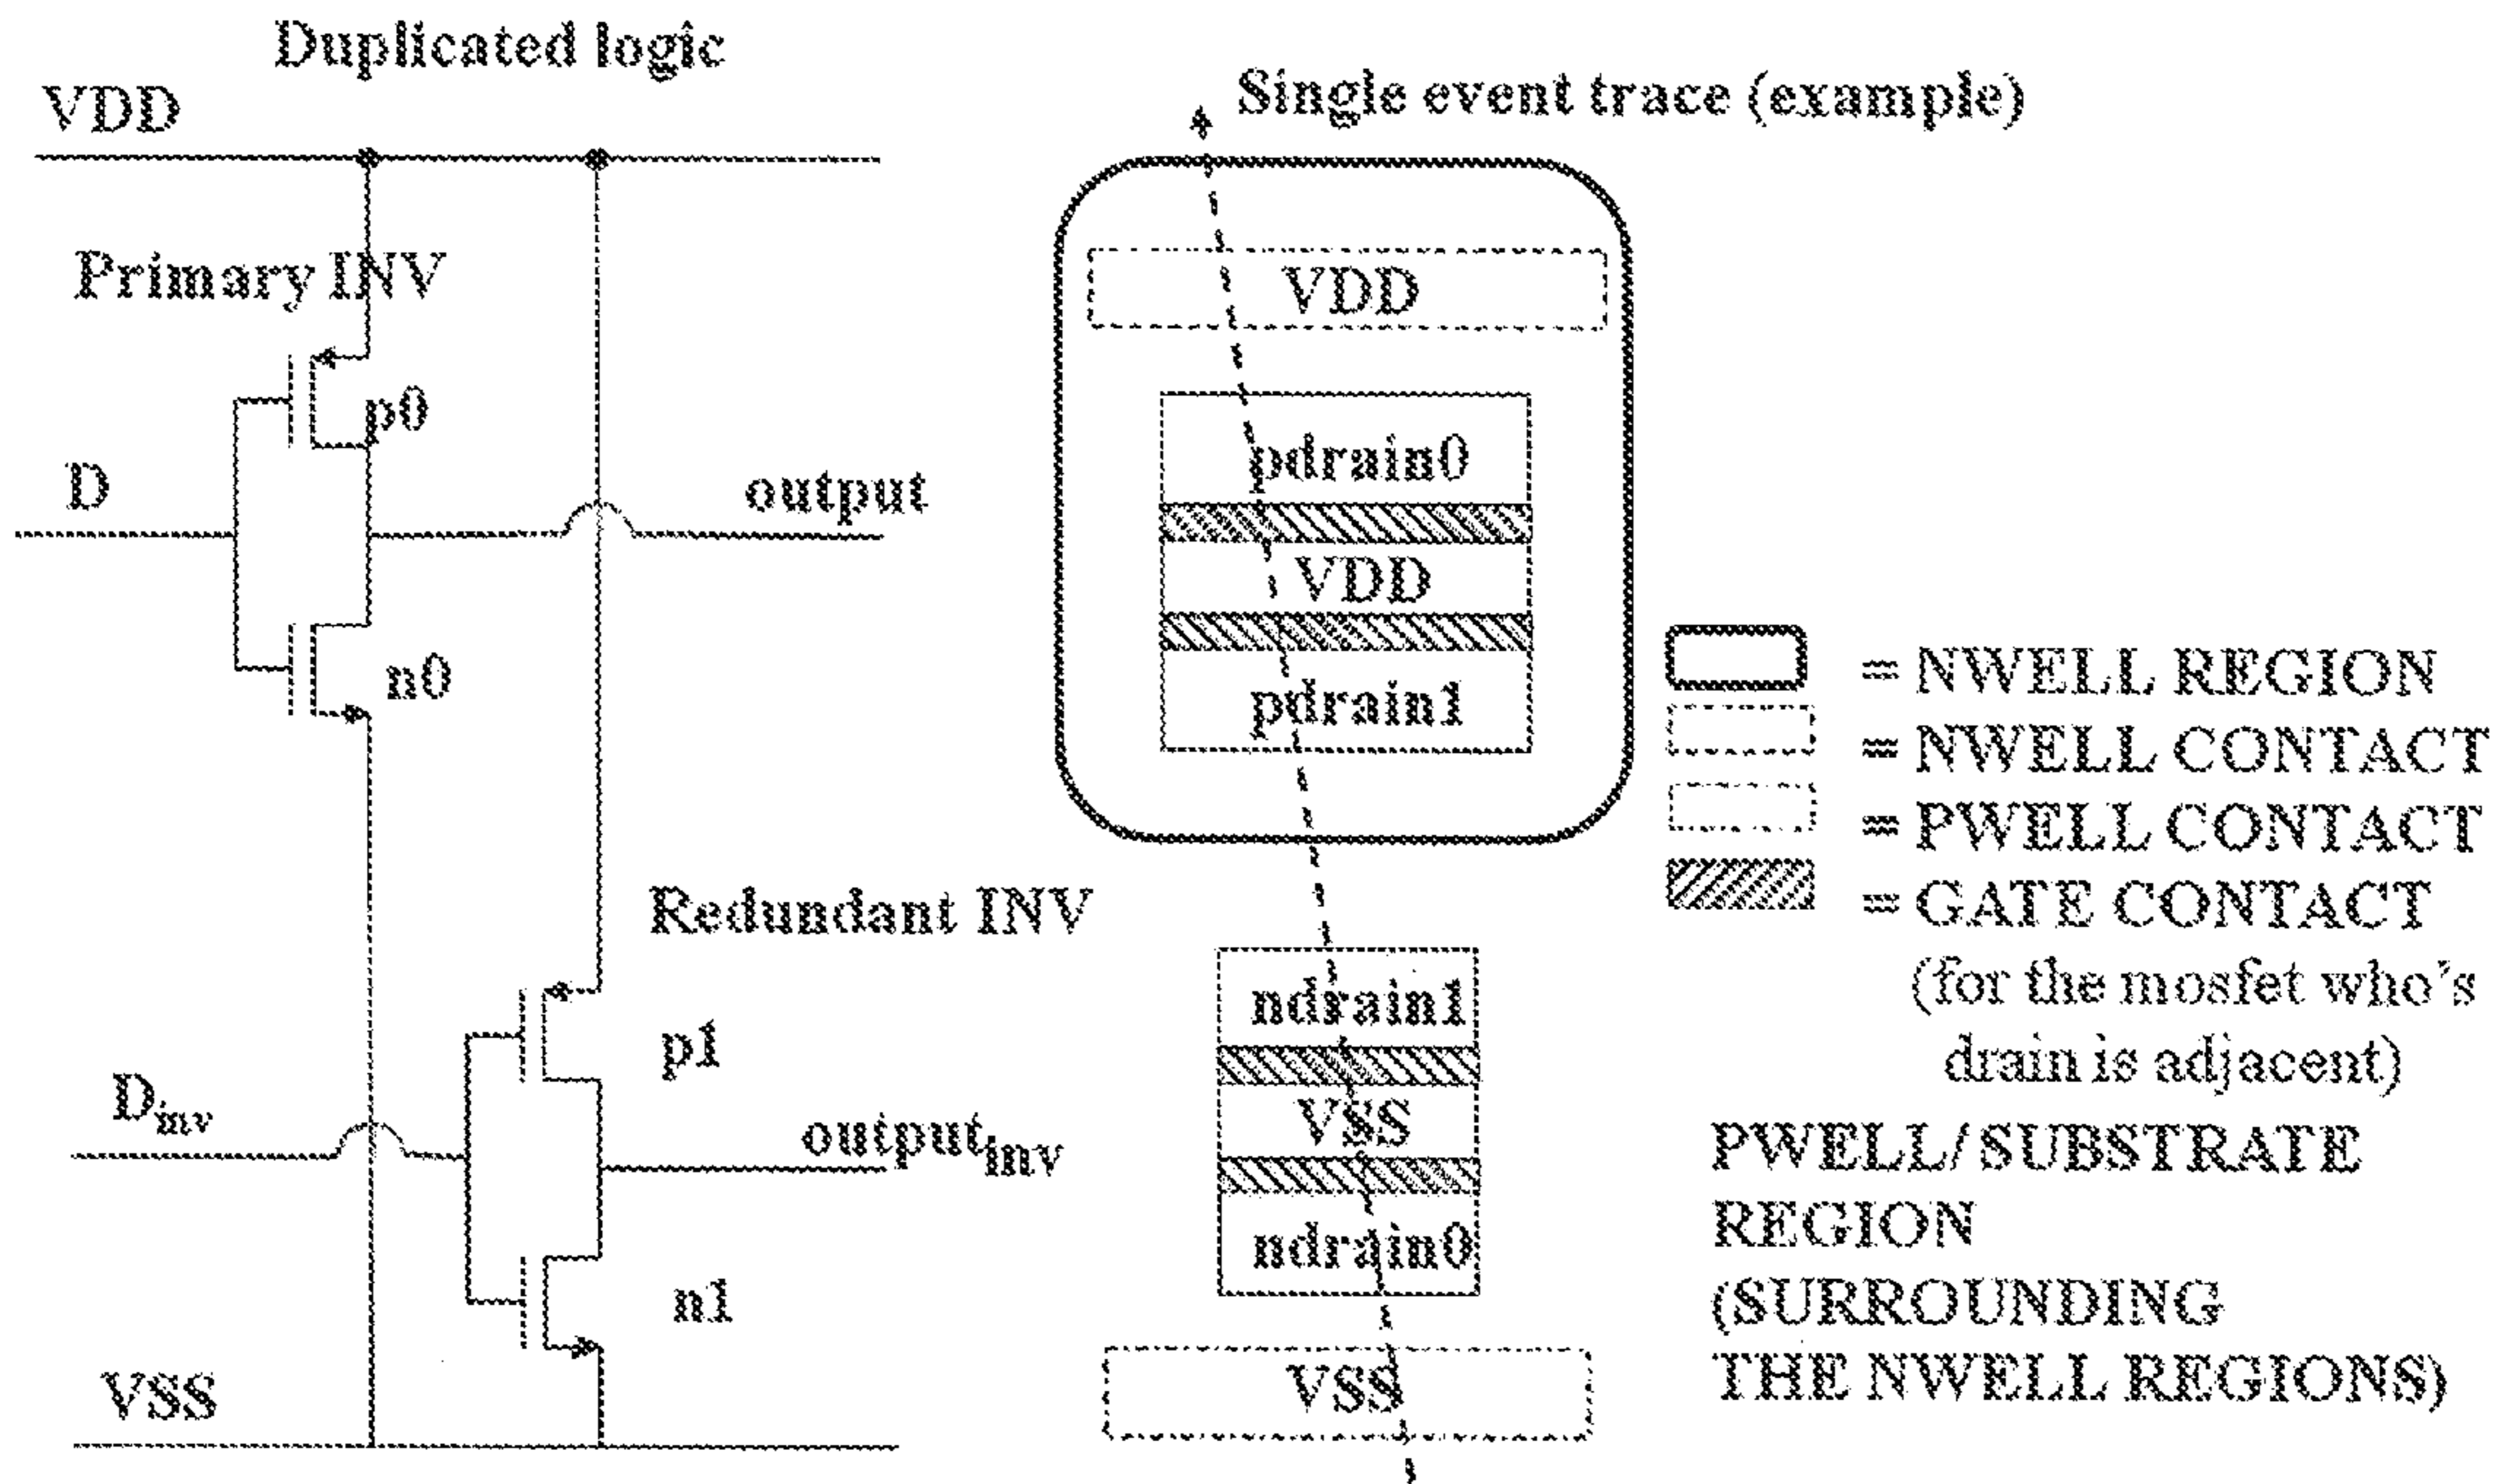 Duplicated logic
VDD
Primary INV
p0
D
output
n0
Redundant INV
p1
Dinv
outputinv
n1
VSS
Single event trace (example)
VDD
pdrain0
VDD
pdrain1
ndrain1
VSS
ndrain0
VSS
= NWELL REGION
= NWELL CONTACT
= PWELL CONTACT
= GATE CONTACT
(for the mosfet who's
drain is adjacent)
PWELL/SUBSTRATE
REGION
(SURROUNDING
THE NWELL REGIONS)